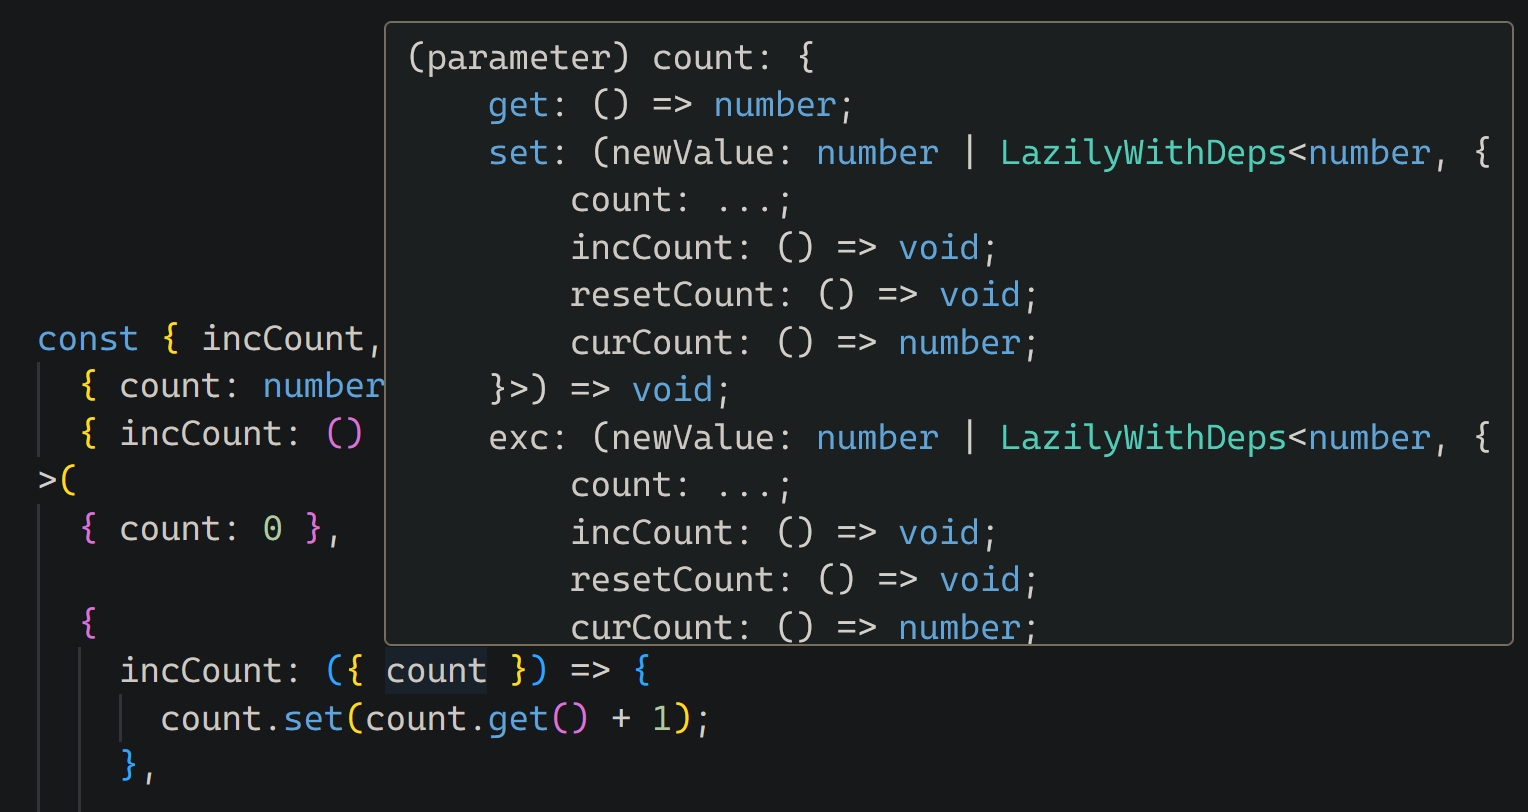 (parameter) count: {
get: () => number;
set: (newValue: number | LazilyWithDeps<number, {
count: ...;
incCount: () => void;
resetCount: () => void;
curCount: () => number;
}>) => void;
exc: (newValue: number | LazilyWithDeps<number, {
count: ...;
incCount: () => void;
resetCount: () => void;
curCount: () => number;
const { incCount,
{ count: number
{ incCount: ()
>(
{ count: 0 },
{
incCount: ({ count }) => {
count.set(count.get() + 1);
},